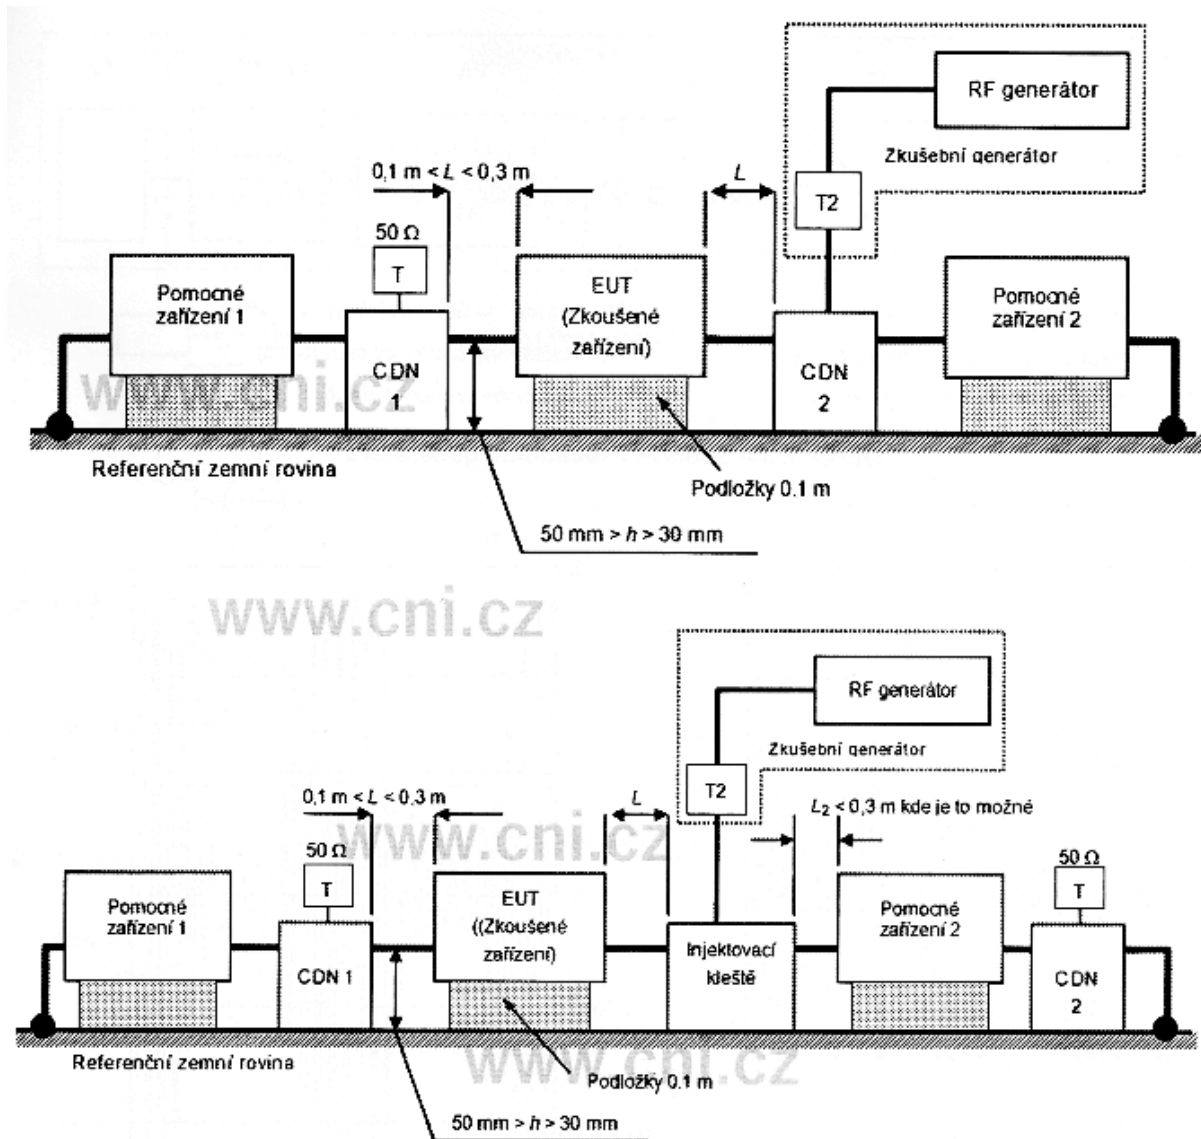 RF generátor
Zkušební generátor
0,1 m < L < 0,3 m
L
T2
50 Ω
T
Pomocné
zařízení 1
EUT
(Zkoušené
zařízení)
Pomocné
zařízení 2
CDN
1
CDN
2
www.cni.cz
Referenční zemní rovina
Podložky 0.1 m
50 mm > h > 30 mm
www.cni.cz
RF generátor
Zkušební generátor
T2
0,1 m < L < 0,3 m
L
L2 < 0,3 m kde je to možné
www.cni.cz
50 Ω
T
50 Ω
T
Pomocné
zařízení 1
EUT
((Zkoušené
zařízení)
Pomocné
zařízení 2
CDN 1
Injektovací
kleště
CDN
2
Referenční zemní rovina
www.cni.cz
Podložky 0.1 m
50 mm > h > 30 mm